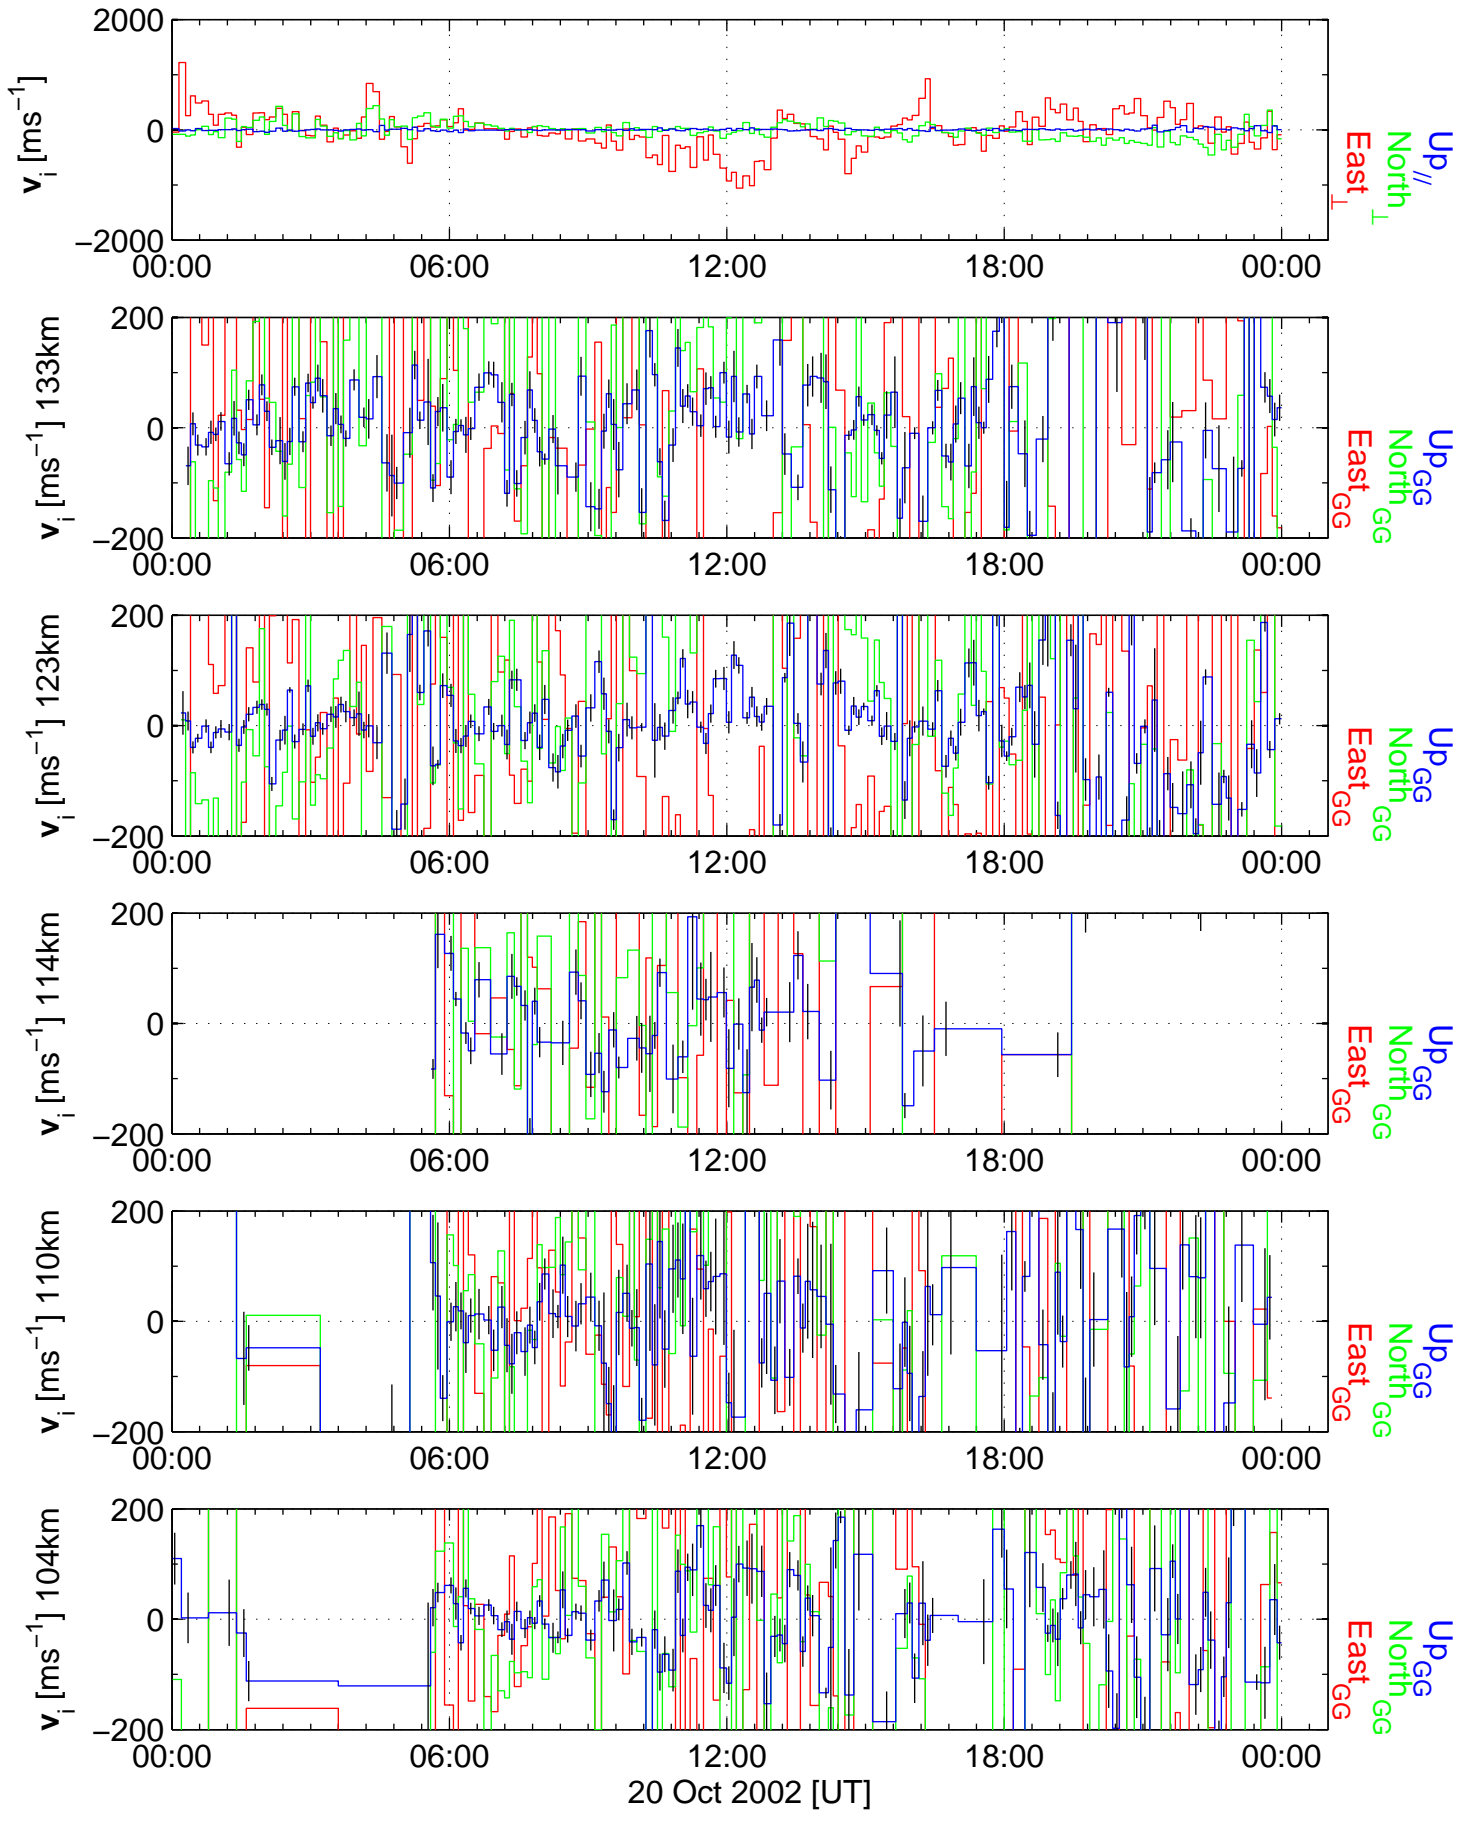 2000
0
−2000
v_i [ms^−1]
00:00 06:00 12:00 18:00 00:00
Up_//
North_⊥
East_⊥
200
0
−200
v_i [ms^−1] 133km
00:00 06:00 12:00 18:00 00:00
Up_GG
North_GG
East_GG
200
0
−200
v_i [ms^−1] 123km
00:00 06:00 12:00 18:00 00:00
Up_GG
North_GG
East_GG
200
0
−200
v_i [ms^−1] 114km
00:00 06:00 12:00 18:00 00:00
Up_GG
North_GG
East_GG
200
0
−200
v_i [ms^−1] 110km
00:00 06:00 12:00 18:00 00:00
Up_GG
North_GG
East_GG
200
0
−200
v_i [ms^−1] 104km
00:00 06:00 12:00 18:00 00:00
Up_GG
North_GG
East_GG
20 Oct 2002 [UT]